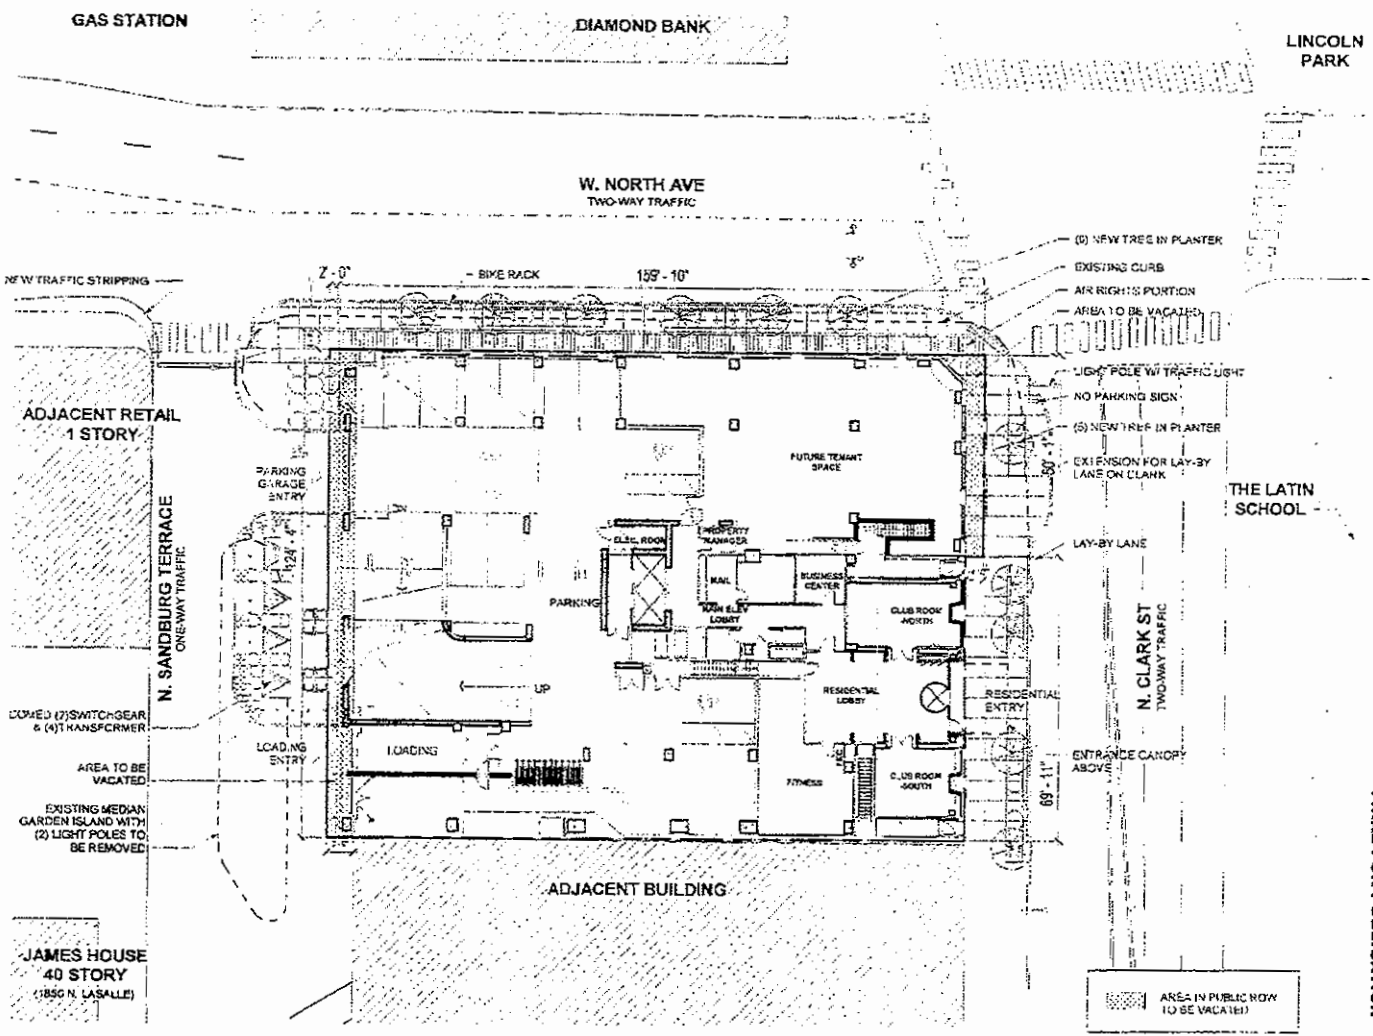 GAS STATION
DIAMOND BANK
LINCOLN
PARK
W. NORTH AVE
TWO-WAY TRAFFIC
(6) NEW TREE IN PLANTER
EXISTING CURB
AIR RIGHTS PORTION
AREA TO BE VACATED
NEW TRAFFIC STRIPPING
2'- 0"
BIKE RACK
159' - 10"
LIGHT POLE W/ TRAFFIC LIGHT
NO PARKING SIGN
(5) NEW TREE IN PLANTER
EXTENSION FOR LAY-BY
LANE ON CLARK
LAY-BY LANE
ADJACENT RETAIL
1 STORY
PARKING
GARAGE
ENTRY
FUTURE TENANT
SPACE
THE LATIN
SCHOOL
N. SANDBURG TERRACE
ONE-WAY TRAFFIC
124'- 4"
ELEC. ROOM
PROPERTY
MANAGER
MAIL
BUSINESS
CENTER
PARKING
MAIN ELEV
LOBBY
CLUB ROOM
NORTH
N. CLARK ST
TWO-WAY TRAFFIC
UP
RESIDENTIAL
LOBBY
RESIDENTIAL
ENTRY
(7) SWITCHGEAR
& (4) TRANSFORMER
LOADING
ENTRY
LOADING
FITNESS
CLUB ROOM
SOUTH
ENTRANCE CANOPY
ABOVE
69' - 11"
AREA TO BE
VACATED
EXISTING MEDIAN
GARDEN ISLAND WITH
(2) LIGHT POLES TO
BE REMOVED
ADJACENT BUILDING
JAMES HOUSE
40 STORY
N. LASALLE)
AREA IN PUBLIC ROW
TO BE VACATED